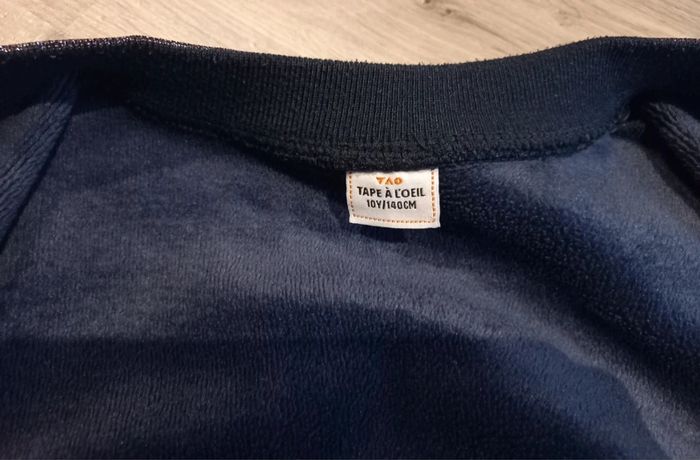 TAO
TAPE À L'OEIL
10Y/140CM